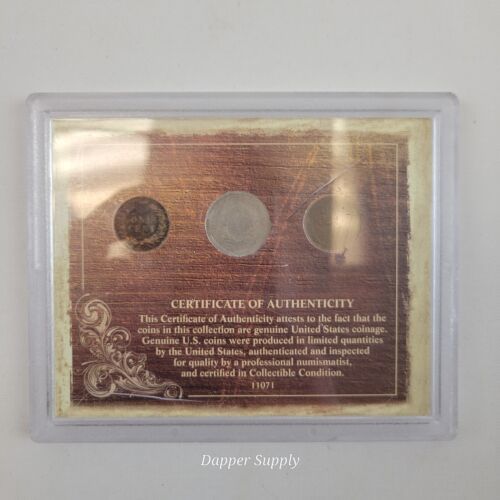 ONE
CENT
CERTIFICATE OF AUTHENTICITY
This Certificate of Authenticity attests to the fact that the
coins in this collection are genuine United States coinage.
Genuine U.S. coins were produced in limited quantities
by the United States, authenticated and inspected
for quality by a professional numismatist,
and certified in Collectible Condition.
11071
Dapper Supply